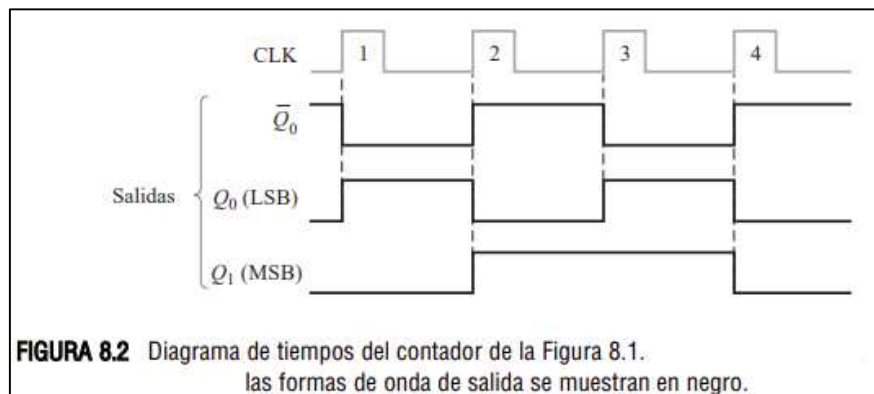 CLK 1 2 3 4
Q̅₀
Salidas
Q₀ (LSB)
Q₁ (MSB)
FIGURA 8.2 Diagrama de tiempos del contador de la Figura 8.1.
las formas de onda de salida se muestran en negro.